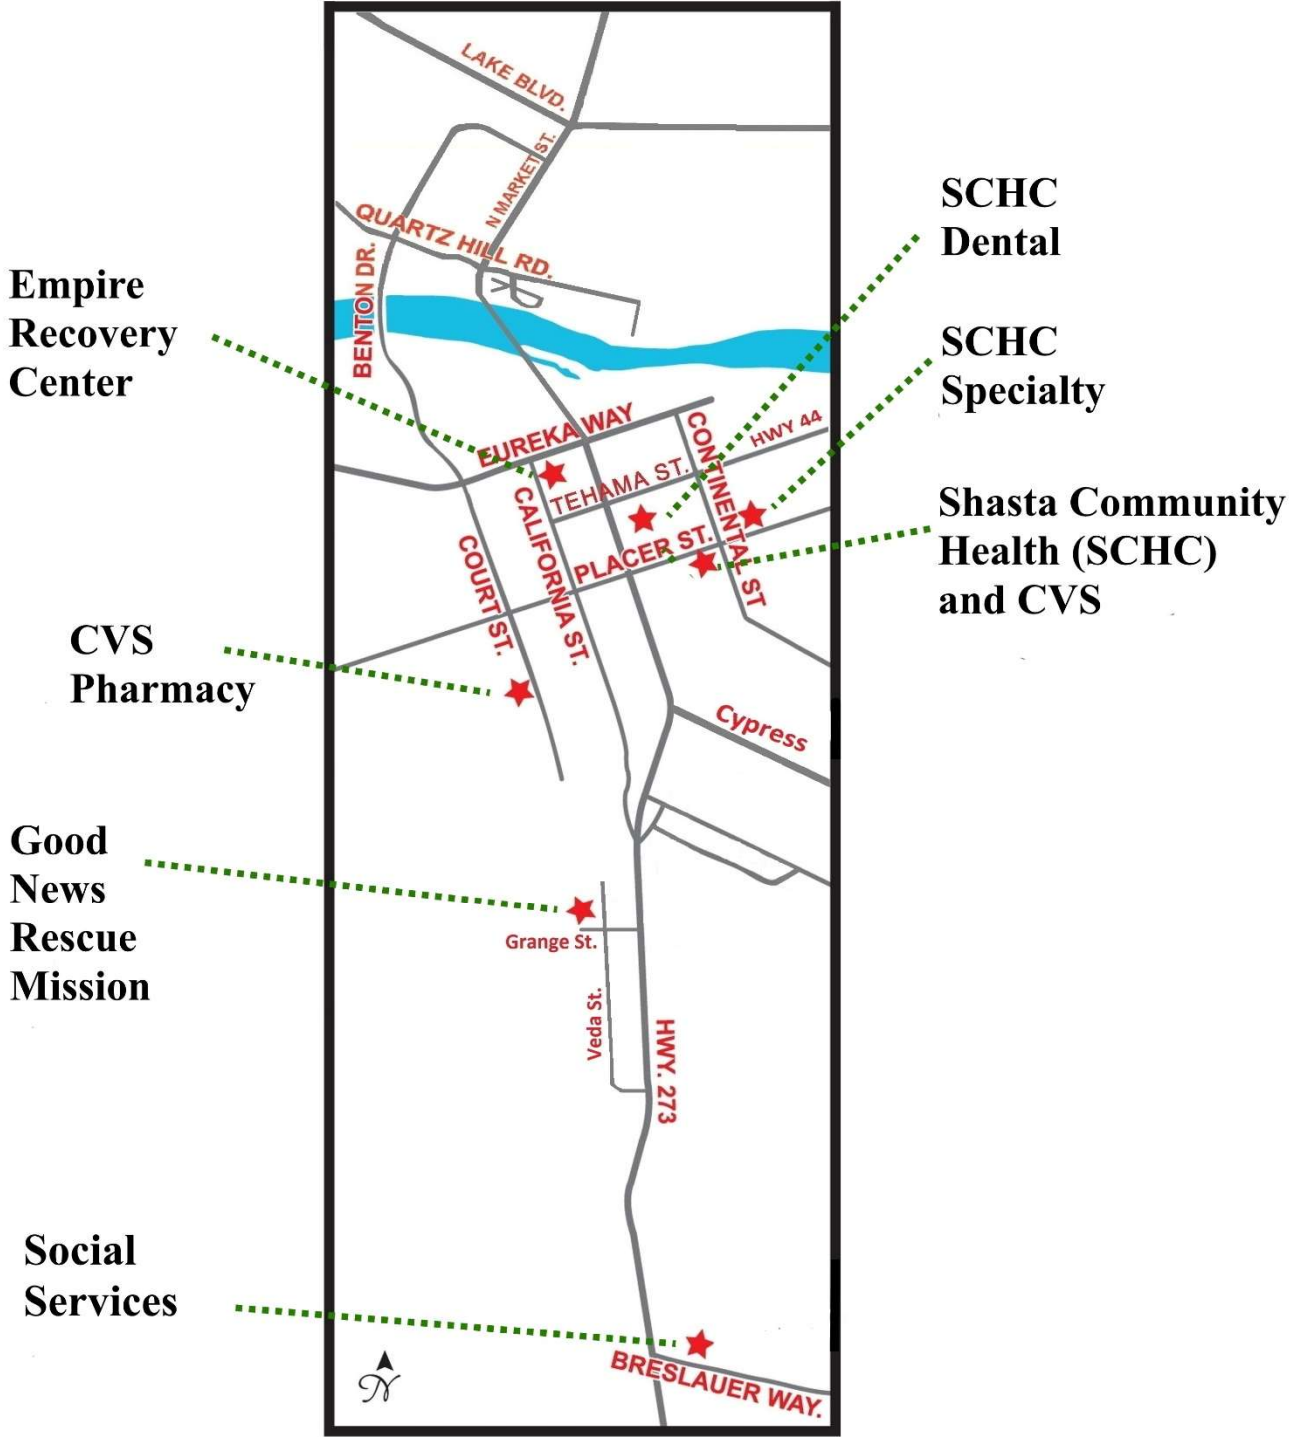 LAKE BLVD.
N MARKET ST.
QUARTZ HILL RD.
BENTON DR.
SCHC
Dental
Empire
Recovery
Center
SCHC
Specialty
EUREKA WAY
HWY 44
CONTINENTAL ST
TEHAMA ST.
CALIFORNIA ST.
PLACER ST.
COURT ST.
Shasta Community
Health (SCHC)
and CVS
CVS
Pharmacy
Cypress
Good
News
Rescue
Mission
Grange St.
Veda St.
HWY. 273
Social
Services
BRESLAUER WAY.
N